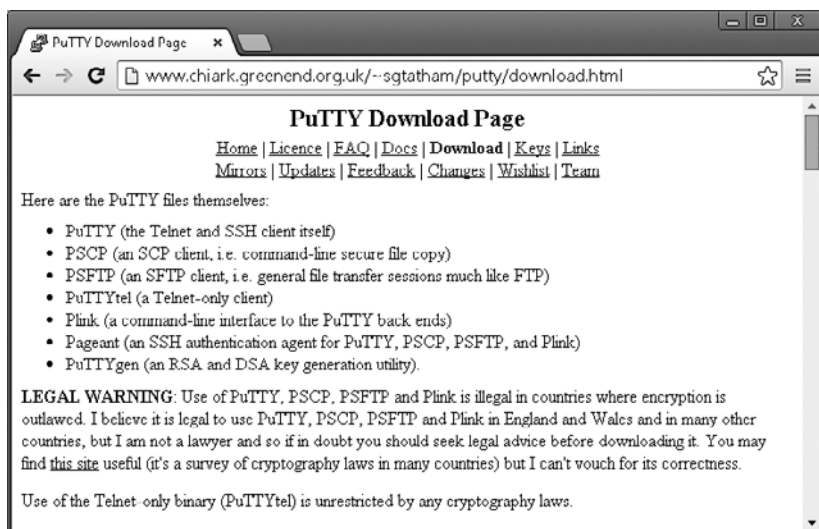 PuTTY Download Page
www.chiark.greenend.org.uk/~sgtatham/putty/download.html
PuTTY Download Page
Home | Licence | FAQ | Docs | Download | Keys | Links
Mirrors | Updates | Feedback | Changes | Wishlist | Team
Here are the PuTTY files themselves:
• PuTTY (the Telnet and SSH client itself)
• PSCP (an SCP client, i.e. command-line secure file copy)
• PSFTP (an SFTP client, i.e. general file transfer sessions much like FTP)
• PuTTYtel (a Telnet-only client)
• Plink (a command-line interface to the PuTTY back ends)
• Pageant (an SSH authentication agent for PuTTY, PSCP, PSFTP, and Plink)
• PuTTYgen (an RSA and DSA key generation utility).
LEGAL WARNING: Use of PuTTY, PSCP, PSFTP and Plink is illegal in countries where encryption is
outlawed. I believe it is legal to use PuTTY, PSCP, PSFTP and Plink in England and Wales and in many other
countries, but I am not a lawyer and so if in doubt you should seek legal advice before downloading it. You may
find this site useful (it's a survey of cryptography laws in many countries) but I can't vouch for its correctness.
Use of the Telnet-only binary (PuTTYtel) is unrestricted by any cryptography laws.